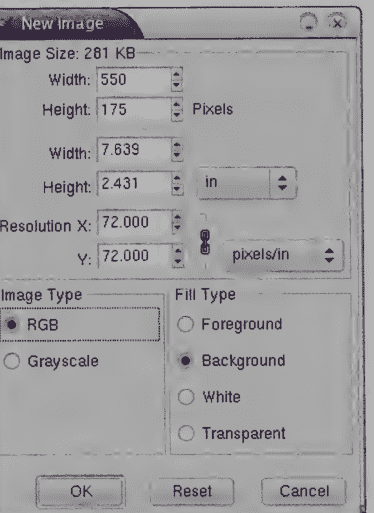 New Image
Image Size: 281 KB
Width: 550
Height: 175 Pixels
Width: 7.639
Height: 2.431 in
Resolution X: 72.000
Y: 72.000 pixels/in
Image Type Fill Type
RGB Foreground
Grayscale Background
White
Transparent
OK Reset Cancel